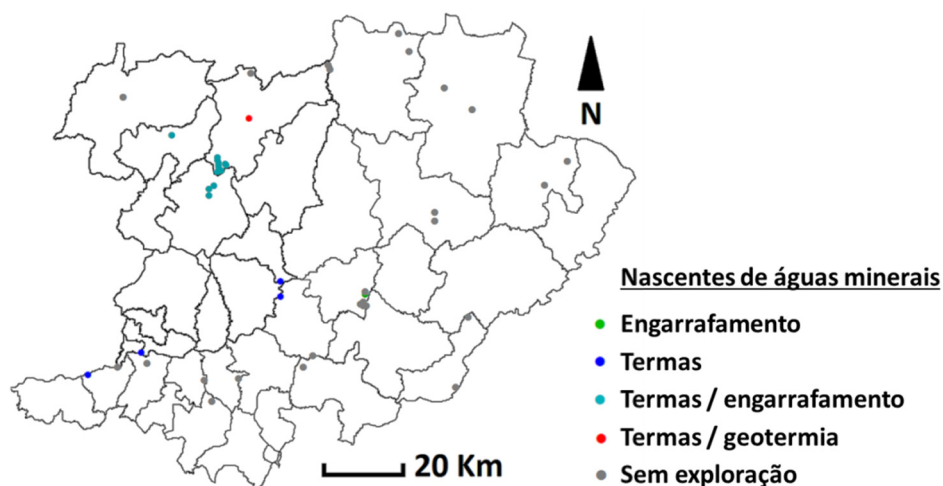 N
Nascentes de águas minerais
Engarrafamento
Termas
Termas / engarrafamento
Termas / geotermia
Sem exploração
20 Km